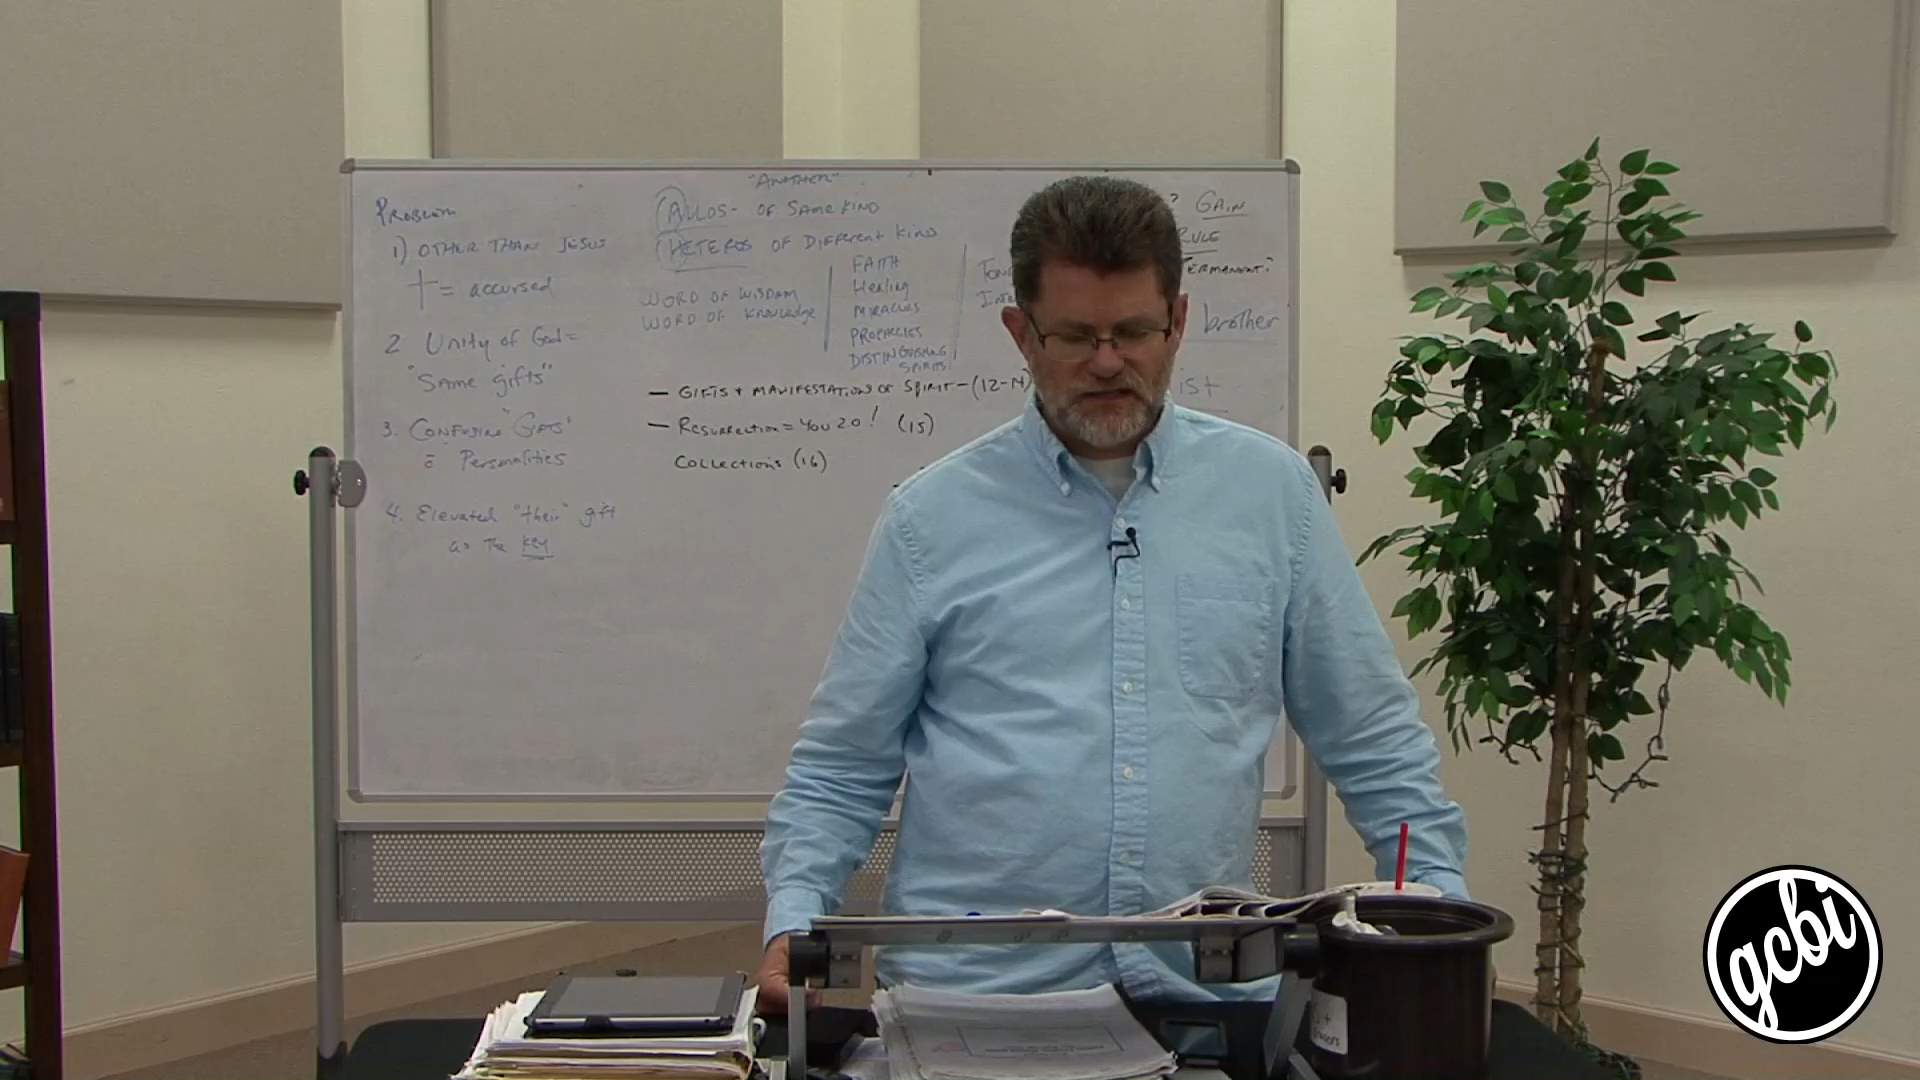 Problem
1) OTHER THAN JESUS
† = accursed
2 Unity of God =
"Same gifts"
3. CONFUSING "GIFTS"
c̄ Personalities
4. Elevated "their" gift
as the key
"ANOTHER"
ALLOS - OF SAME KIND
HETEROS OF DIFFERENT KIND
WORD OF WISDOM
WORD OF KNOWLEDGE
FAITH
Healing
MIRACLES
PROPHECIES
DISTINGUISHING
SPIRITS
— GIFTS + MANIFESTATIONS OF SPIRIT - (12-14)
— RESURRECTION = YOU 2.0! (15)
COLLECTIONS (16)
? GAIN
RULE
PERMANENT?
brother
ist
gcbi